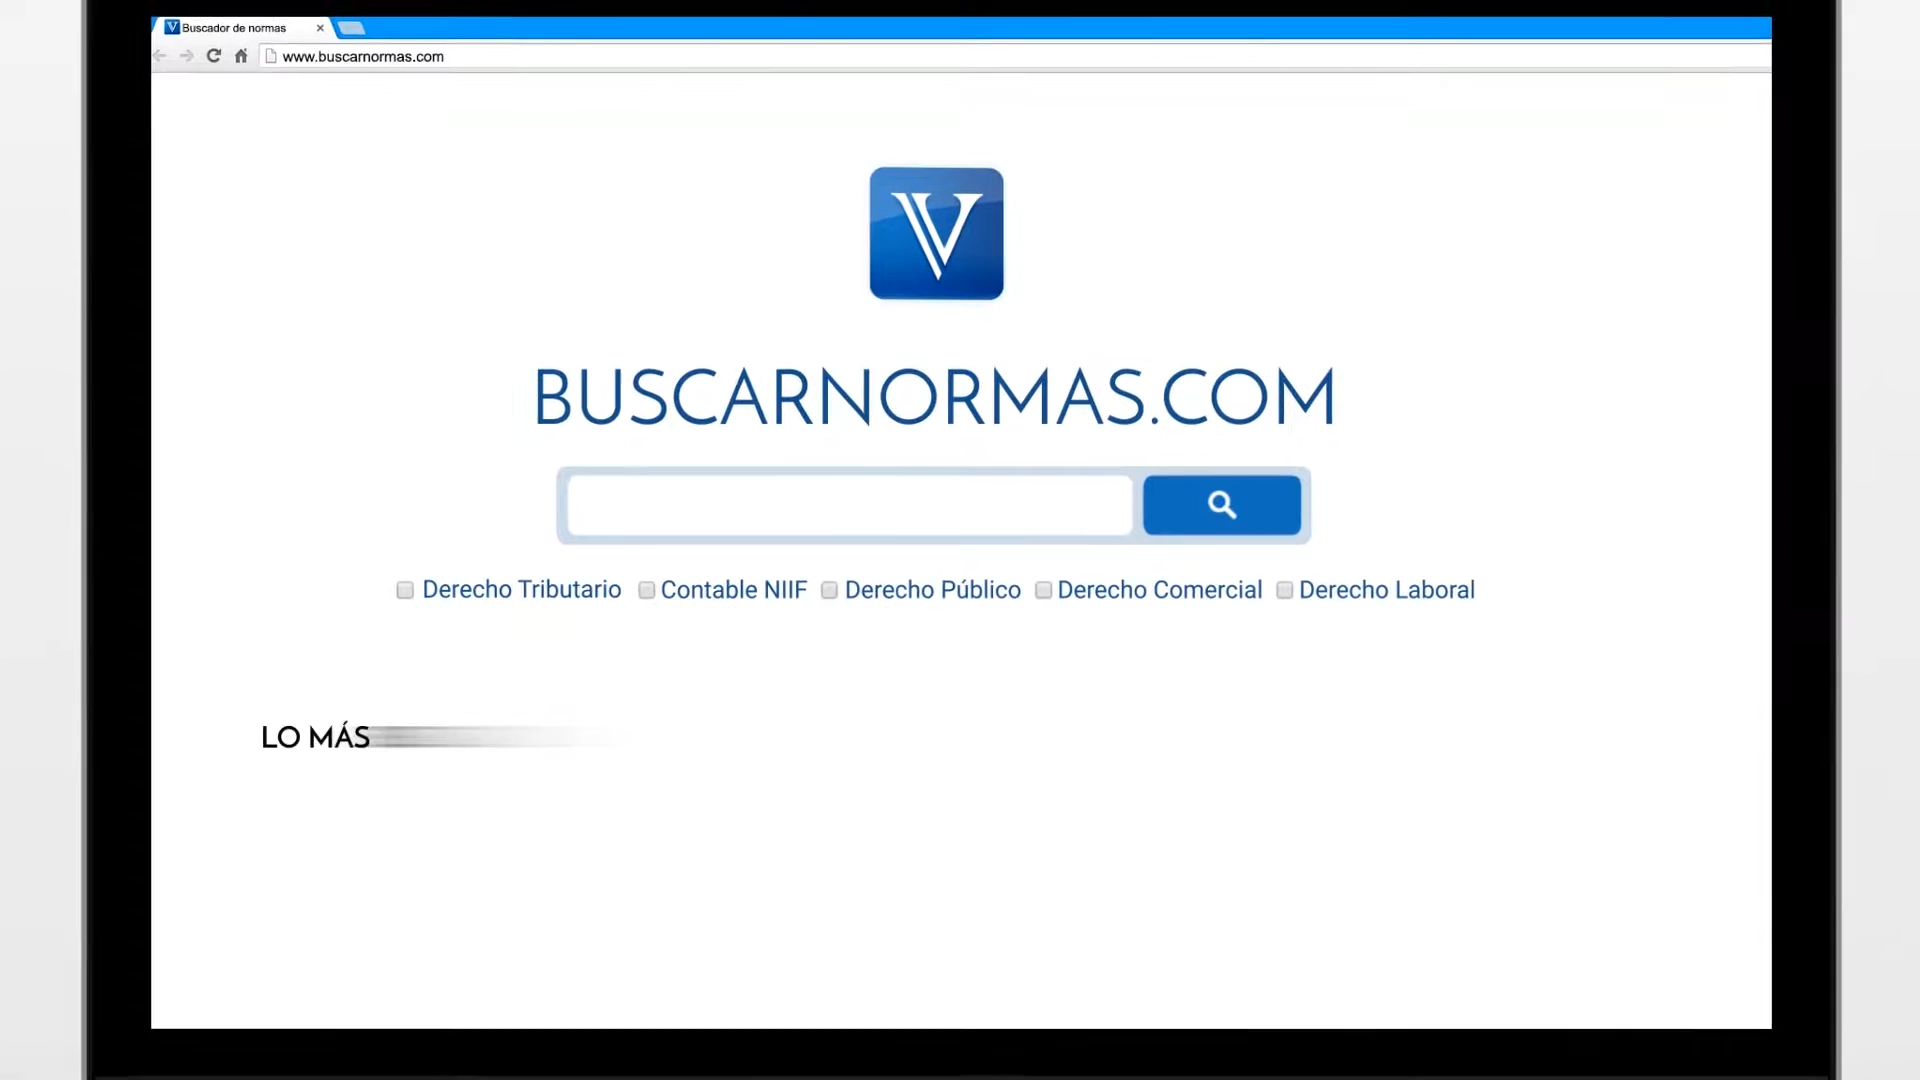 V Buscador de normas
www.buscarnormas.com
V
BUSCARNORMAS.COM
Derecho Tributario Contable NIIF Derecho Público Derecho Comercial Derecho Laboral
LO MÁS